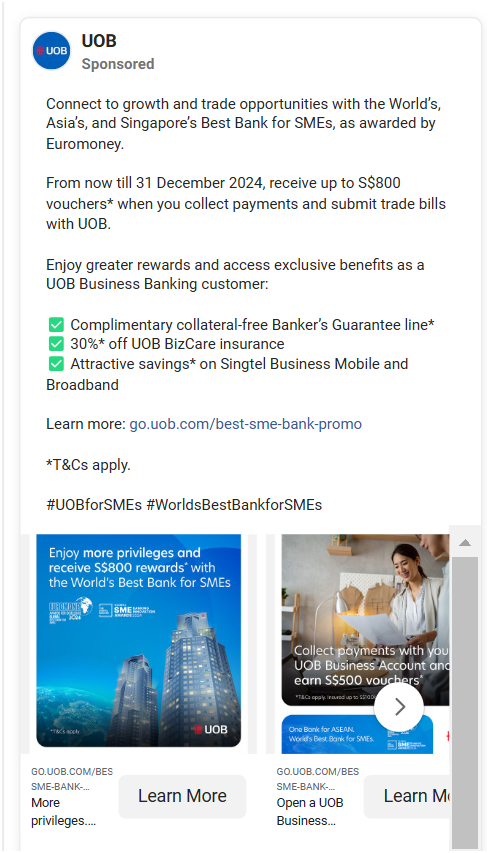 UOB
UOB
Sponsored
Connect to growth and trade opportunities with the World's,
Asia's, and Singapore's Best Bank for SMEs, as awarded by
Euromoney.
From now till 31 December 2024, receive up to S$800
vouchers* when you collect payments and submit trade bills
with UOB.
Enjoy greater rewards and access exclusive benefits as a
UOB Business Banking customer:
✅ Complimentary collateral-free Banker's Guarantee line*
✅ 30%* off UOB BizCare insurance
✅ Attractive savings* on Singtel Business Mobile and
Broadband
Learn more: go.uob.com/best-sme-bank-promo
*T&Cs apply.
#UOBforSMEs #WorldsBestBankforSMEs
Enjoy more privileges and
receive S$800 rewards* with
the World's Best Bank for SMEs
EUROMONEY
2024
SME BANKING
*T&Cs apply.
UOB
Collect payments with you
UOB Business Account and
earn S$500 vouchers*
*T&Cs apply. Insured up to S$100
One Bank for ASEAN.
World's Best Bank for SMEs.
GO.UOB.COM/BES
SME-BANK-...
More
privileges....
Learn More
GO.UOB.COM/BES
SME-BANK-...
Open a UOB
Business...
Learn Mo